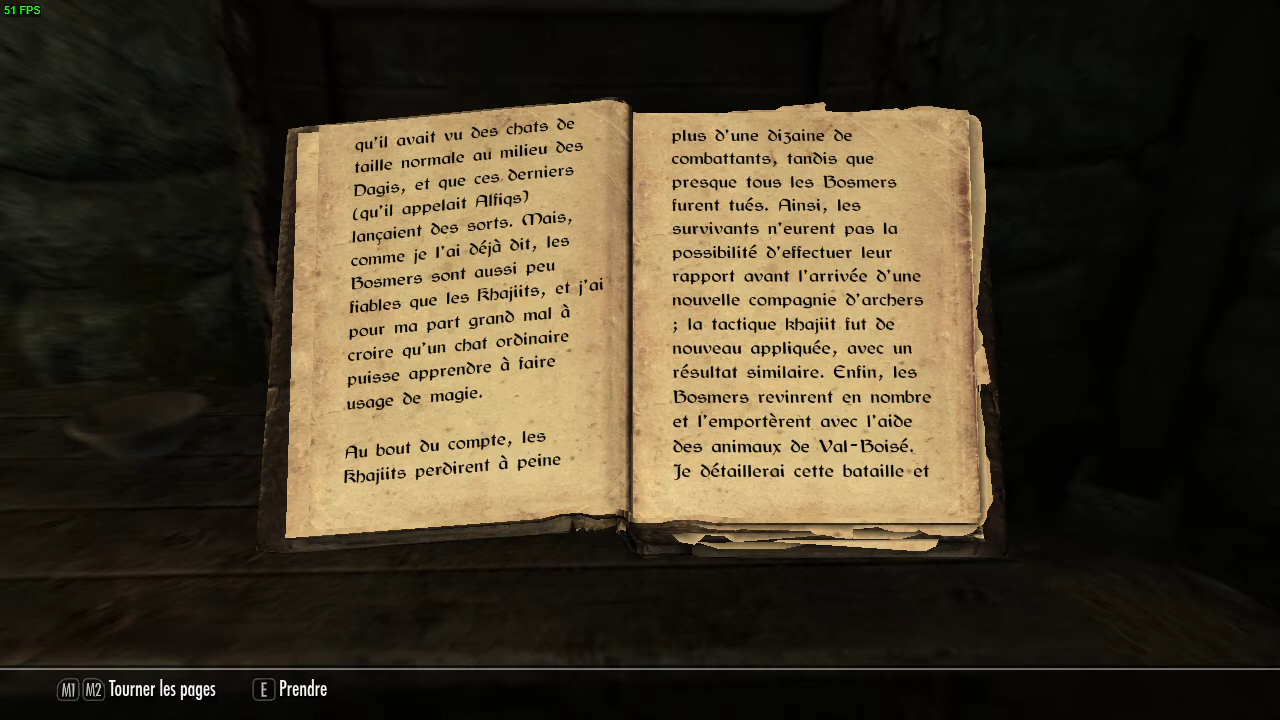 51 FPS
qu'il avait vu des chats de
taille normale au milieu des
Dagis, et que ces derniers
(qu'il appelait Alfiqs)
lançaient des sorts. Mais,
comme je l'ai déjà dit, les
Bosmers sont aussi peu
fiables que les Khajiits, et j'ai
pour ma part grand mal à
croire qu'un chat ordinaire
puisse apprendre à faire
usage de magie.
Au bout du compte, les
Khajiits perdirent à peine
plus d'une dizaine de
combattants, tandis que
presque tous les Bosmers
furent tués. Ainsi, les
survivants n'eurent pas la
possibilité d'effectuer leur
rapport avant l'arrivée d'une
nouvelle compagnie d'archers
; la tactique khajiit fut de
nouveau appliquée, avec un
résultat similaire. Enfin, les
Bosmers revinrent en nombre
et l'emportèrent avec l'aide
des animaux de Val-Boisé.
Je détaillerai cette bataille et
M1 M2 Tourner les pages
E Prendre